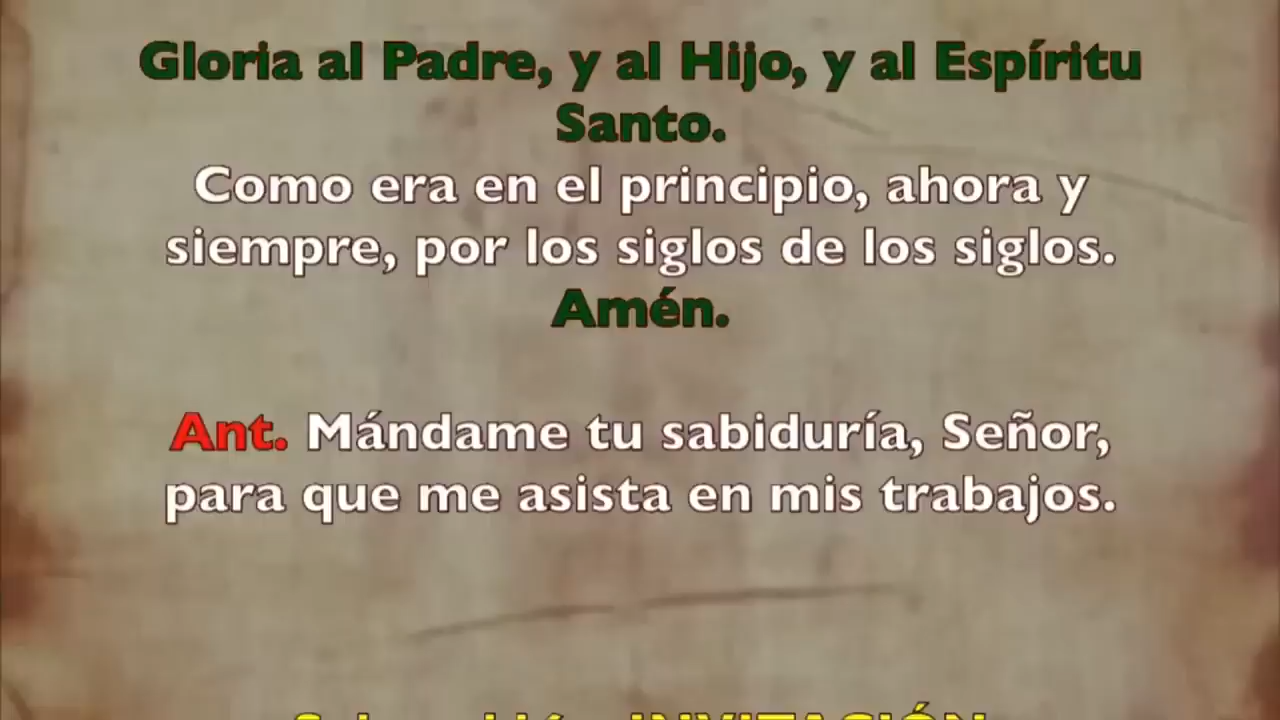 Gloria al Padre, y al Hijo, y al Espíritu
Santo.
Como era en el principio, ahora y
siempre, por los siglos de los siglos.
Amén.
Ant. Mándame tu sabiduría, Señor,
para que me asista en mis trabajos.
INVITACIÓN